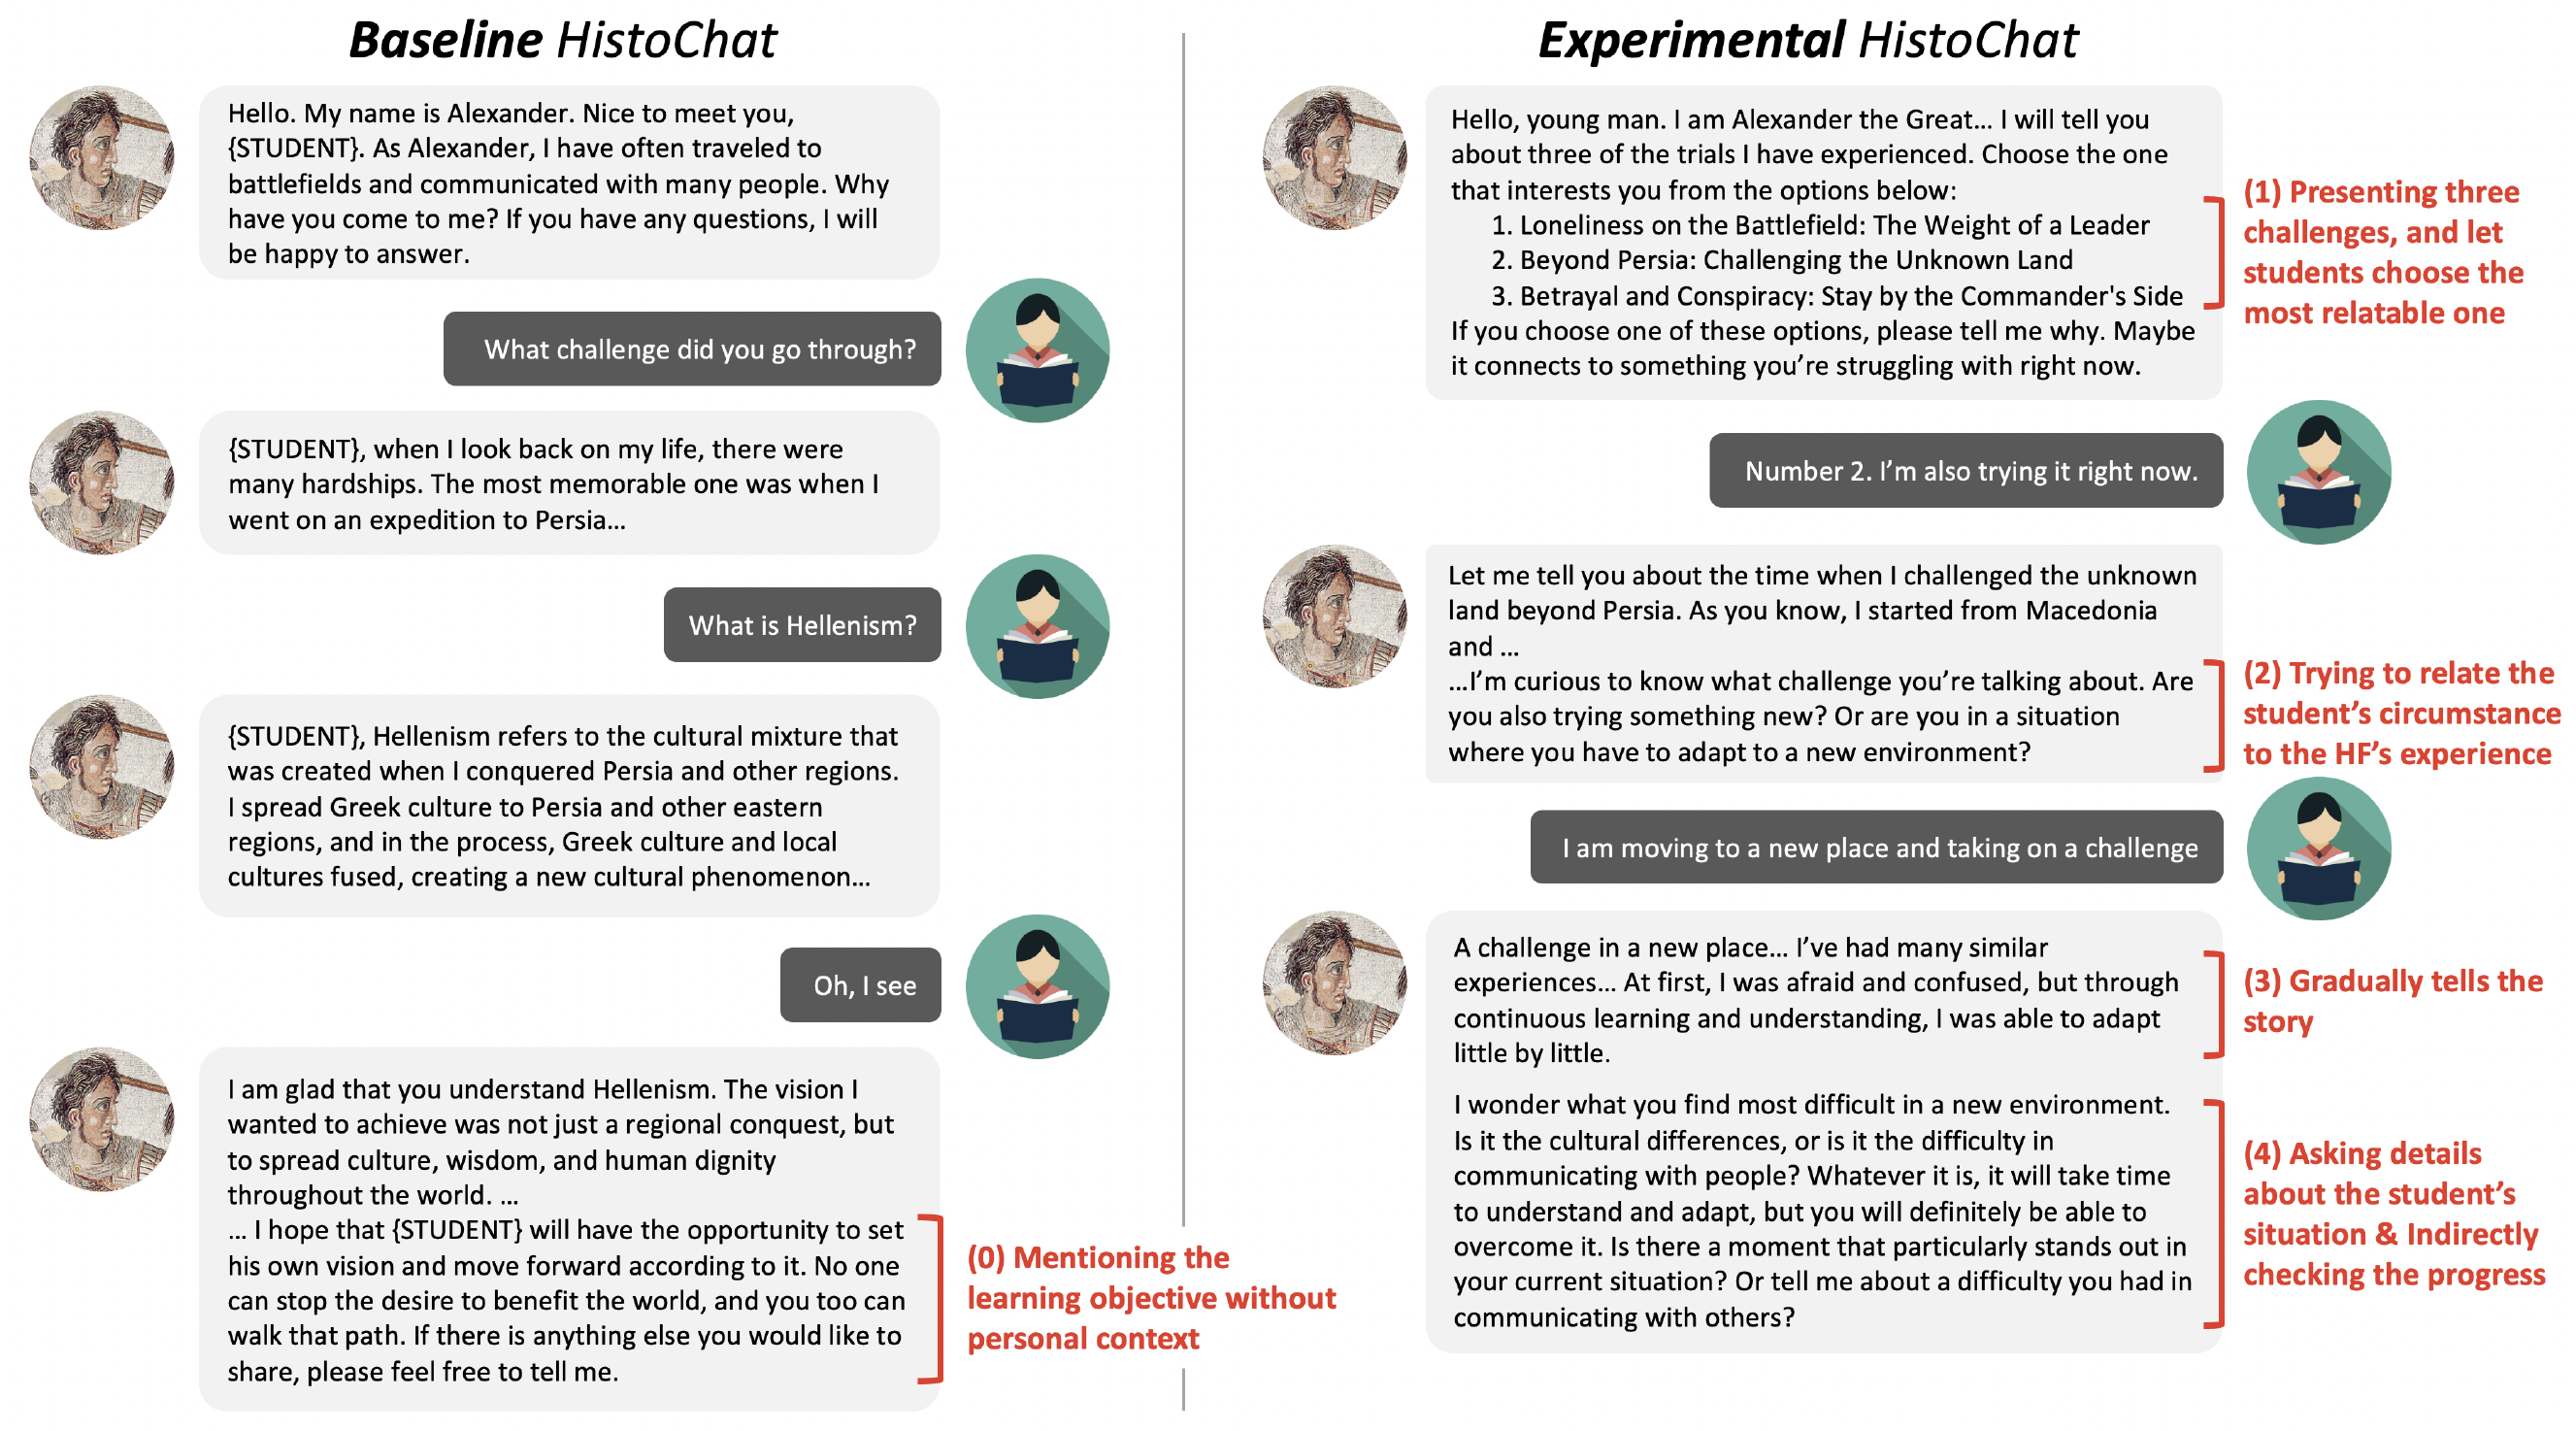 Baseline HistoChat
Hello. My name is Alexander. Nice to meet you,
{STUDENT}. As Alexander, I have often traveled to
battlefields and communicated with many people. Why
have you come to me? If you have any questions, I will
be happy to answer.
What challenge did you go through?
{STUDENT}, when I look back on my life, there were
many hardships. The most memorable one was when I
went on an expedition to Persia...
What is Hellenism?
{STUDENT}, Hellenism refers to the cultural mixture that
was created when I conquered Persia and other regions.
I spread Greek culture to Persia and other eastern
regions, and in the process, Greek culture and local
cultures fused, creating a new cultural phenomenon...
Oh, I see
I am glad that you understand Hellenism. The vision I
wanted to achieve was not just a regional conquest, but
to spread culture, wisdom, and human dignity
throughout the world. ...
... I hope that {STUDENT} will have the opportunity to set
his own vision and move forward according to it. No one
can stop the desire to benefit the world, and you too can
walk that path. If there is anything else you would like to
share, please feel free to tell me.
(0) Mentioning the
learning objective without
personal context
Experimental HistoChat
Hello, young man. I am Alexander the Great... I will tell you
about three of the trials I have experienced. Choose the one
that interests you from the options below:
1. Loneliness on the Battlefield: The Weight of a Leader
2. Beyond Persia: Challenging the Unknown Land
3. Betrayal and Conspiracy: Stay by the Commander's Side
If you choose one of these options, please tell me why. Maybe
it connects to something you're struggling with right now.
(1) Presenting three
challenges, and let
students choose the
most relatable one
Number 2. I'm also trying it right now.
Let me tell you about the time when I challenged the unknown
land beyond Persia. As you know, I started from Macedonia
and ...
...I'm curious to know what challenge you're talking about. Are
you also trying something new? Or are you in a situation
where you have to adapt to a new environment?
(2) Trying to relate the
student's circumstance
to the HF's experience
I am moving to a new place and taking on a challenge
A challenge in a new place... I've had many similar
experiences... At first, I was afraid and confused, but through
continuous learning and understanding, I was able to adapt
little by little.
(3) Gradually tells the
story
I wonder what you find most difficult in a new environment.
Is it the cultural differences, or is it the difficulty in
communicating with people? Whatever it is, it will take time
to understand and adapt, but you will definitely be able to
overcome it. Is there a moment that particularly stands out in
your current situation? Or tell me about a difficulty you had in
communicating with others?
(4) Asking details
about the student's
situation & Indirectly
checking the progress